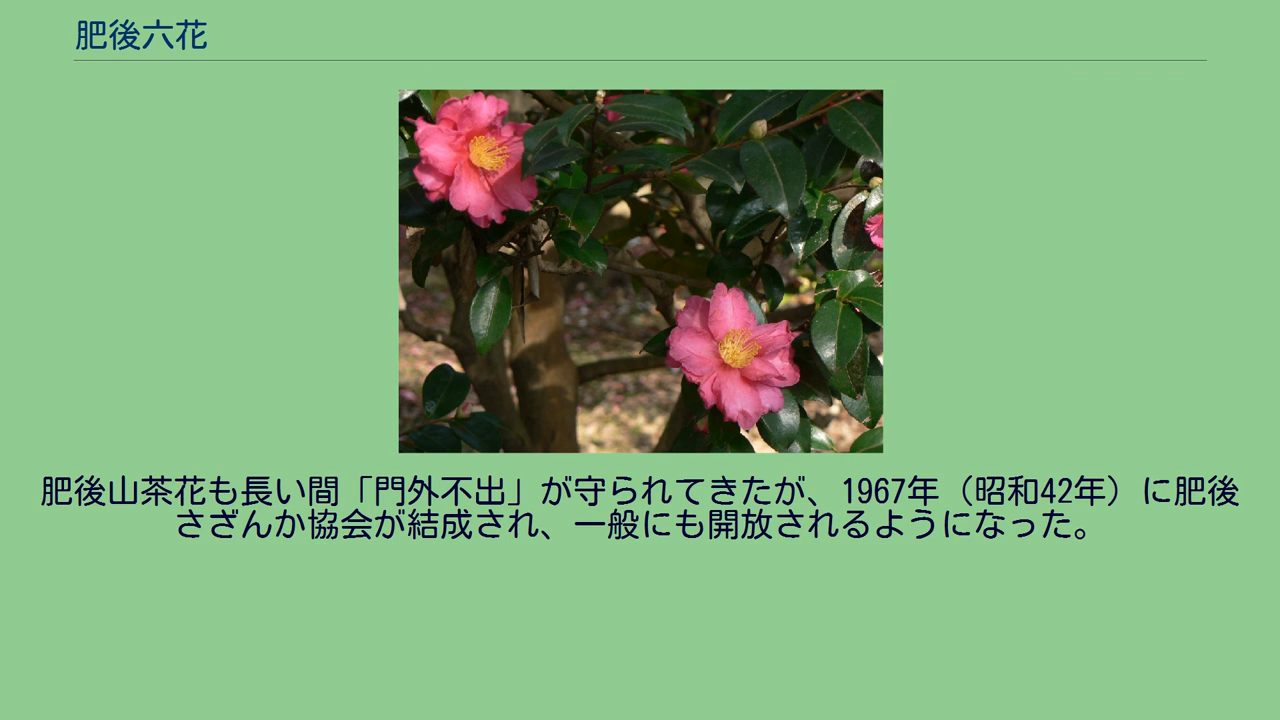 肥後六花
肥後山茶花も長い間「門外不出」が守られてきたが、1967年（昭和42年）に肥後
さざんか協会が結成され、一般にも開放されるようになった。